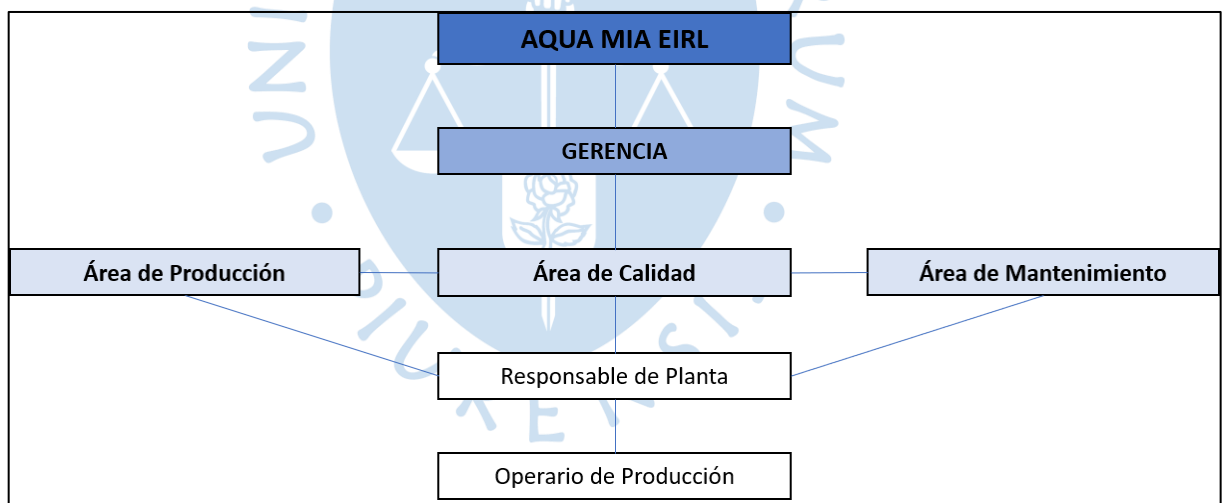 AQUA MIA EIRL
GERENCIA
Área de Producción
Área de Calidad
Área de Mantenimiento
Responsable de Planta
Operario de Producción